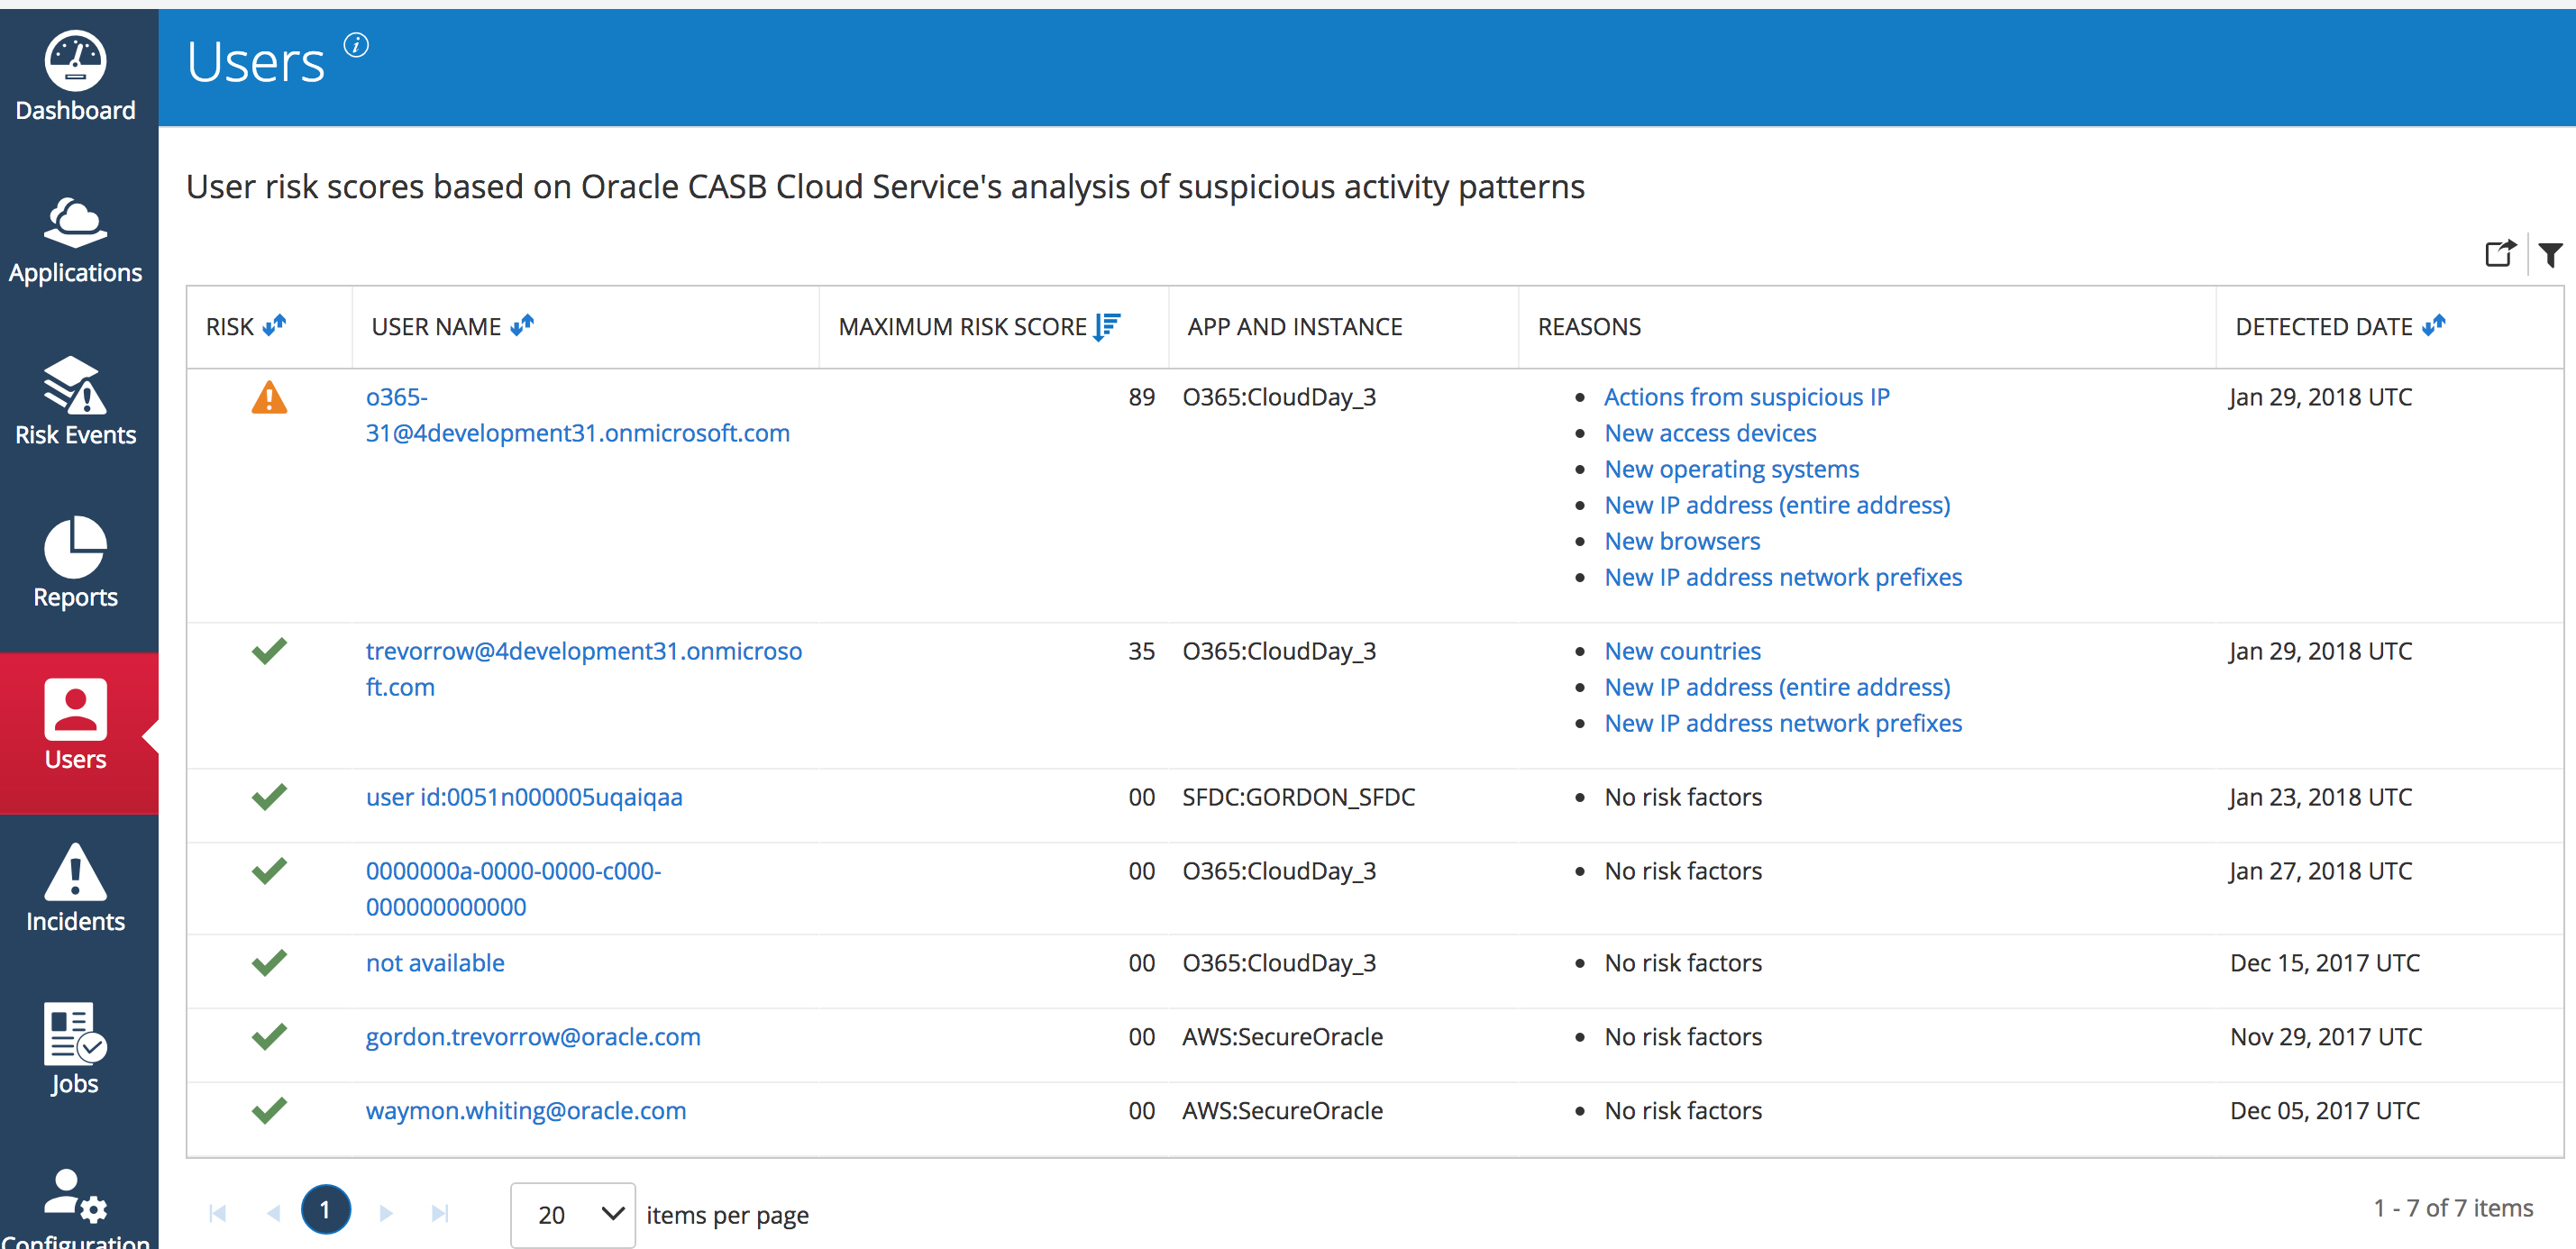 Dashboard
Applications
Risk Events
Reports
Users
Incidents
Jobs
Configuration
Users i
User risk scores based on Oracle CASB Cloud Service's analysis of suspicious activity patterns
RISK USER NAME MAXIMUM RISK SCORE APP AND INSTANCE REASONS DETECTED DATE
o365- 89 O365:CloudDay_3 • Actions from suspicious IP Jan 29, 2018 UTC
31@4development31.onmicrosoft.com • New access devices
• New operating systems
• New IP address (entire address)
• New browsers
• New IP address network prefixes
trevorrow@4development31.onmicroso 35 O365:CloudDay_3 • New countries Jan 29, 2018 UTC
ft.com • New IP address (entire address)
• New IP address network prefixes
user id:0051n000005uqaiqaa 00 SFDC:GORDON_SFDC • No risk factors Jan 23, 2018 UTC
0000000a-0000-0000-c000- 00 O365:CloudDay_3 • No risk factors Jan 27, 2018 UTC
000000000000
not available 00 O365:CloudDay_3 • No risk factors Dec 15, 2017 UTC
gordon.trevorrow@oracle.com 00 AWS:SecureOracle • No risk factors Nov 29, 2017 UTC
waymon.whiting@oracle.com 00 AWS:SecureOracle • No risk factors Dec 05, 2017 UTC
1 20 items per page 1 - 7 of 7 items